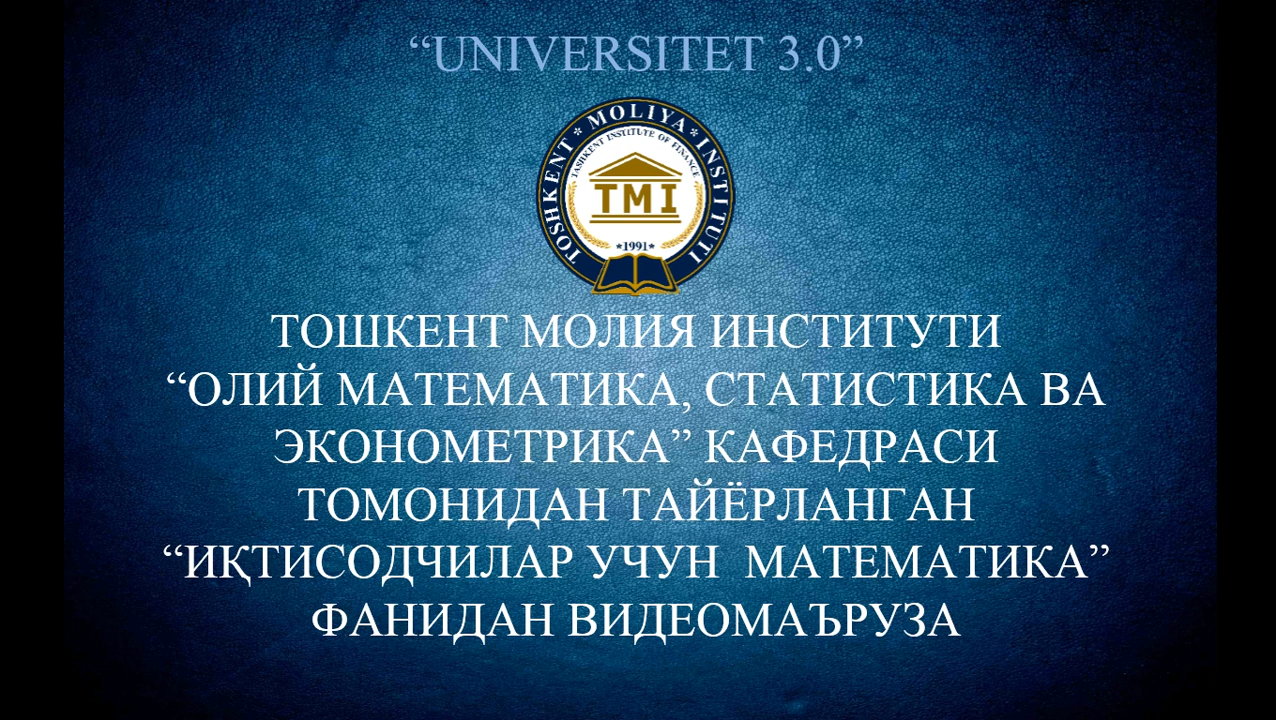 “UNIVERSITET 3.0”
TOSHKENT * MOLIYA * INSTITUTI
TASHKENT INSTITUTE OF FINANCE
TMI
*1991*
ТОШКЕНТ МОЛИЯ ИНСТИТУТИ
“ОЛИЙ МАТЕМАТИКА, СТАТИСТИКА ВА
ЭКОНОМЕТРИКА” КАФЕДРАСИ
ТОМОНИДАН ТАЙЁРЛАНГАН
“ИҚТИСОДЧИЛАР УЧУН МАТЕМАТИКА”
ФАНИДАН ВИДЕОМАЪРУЗА